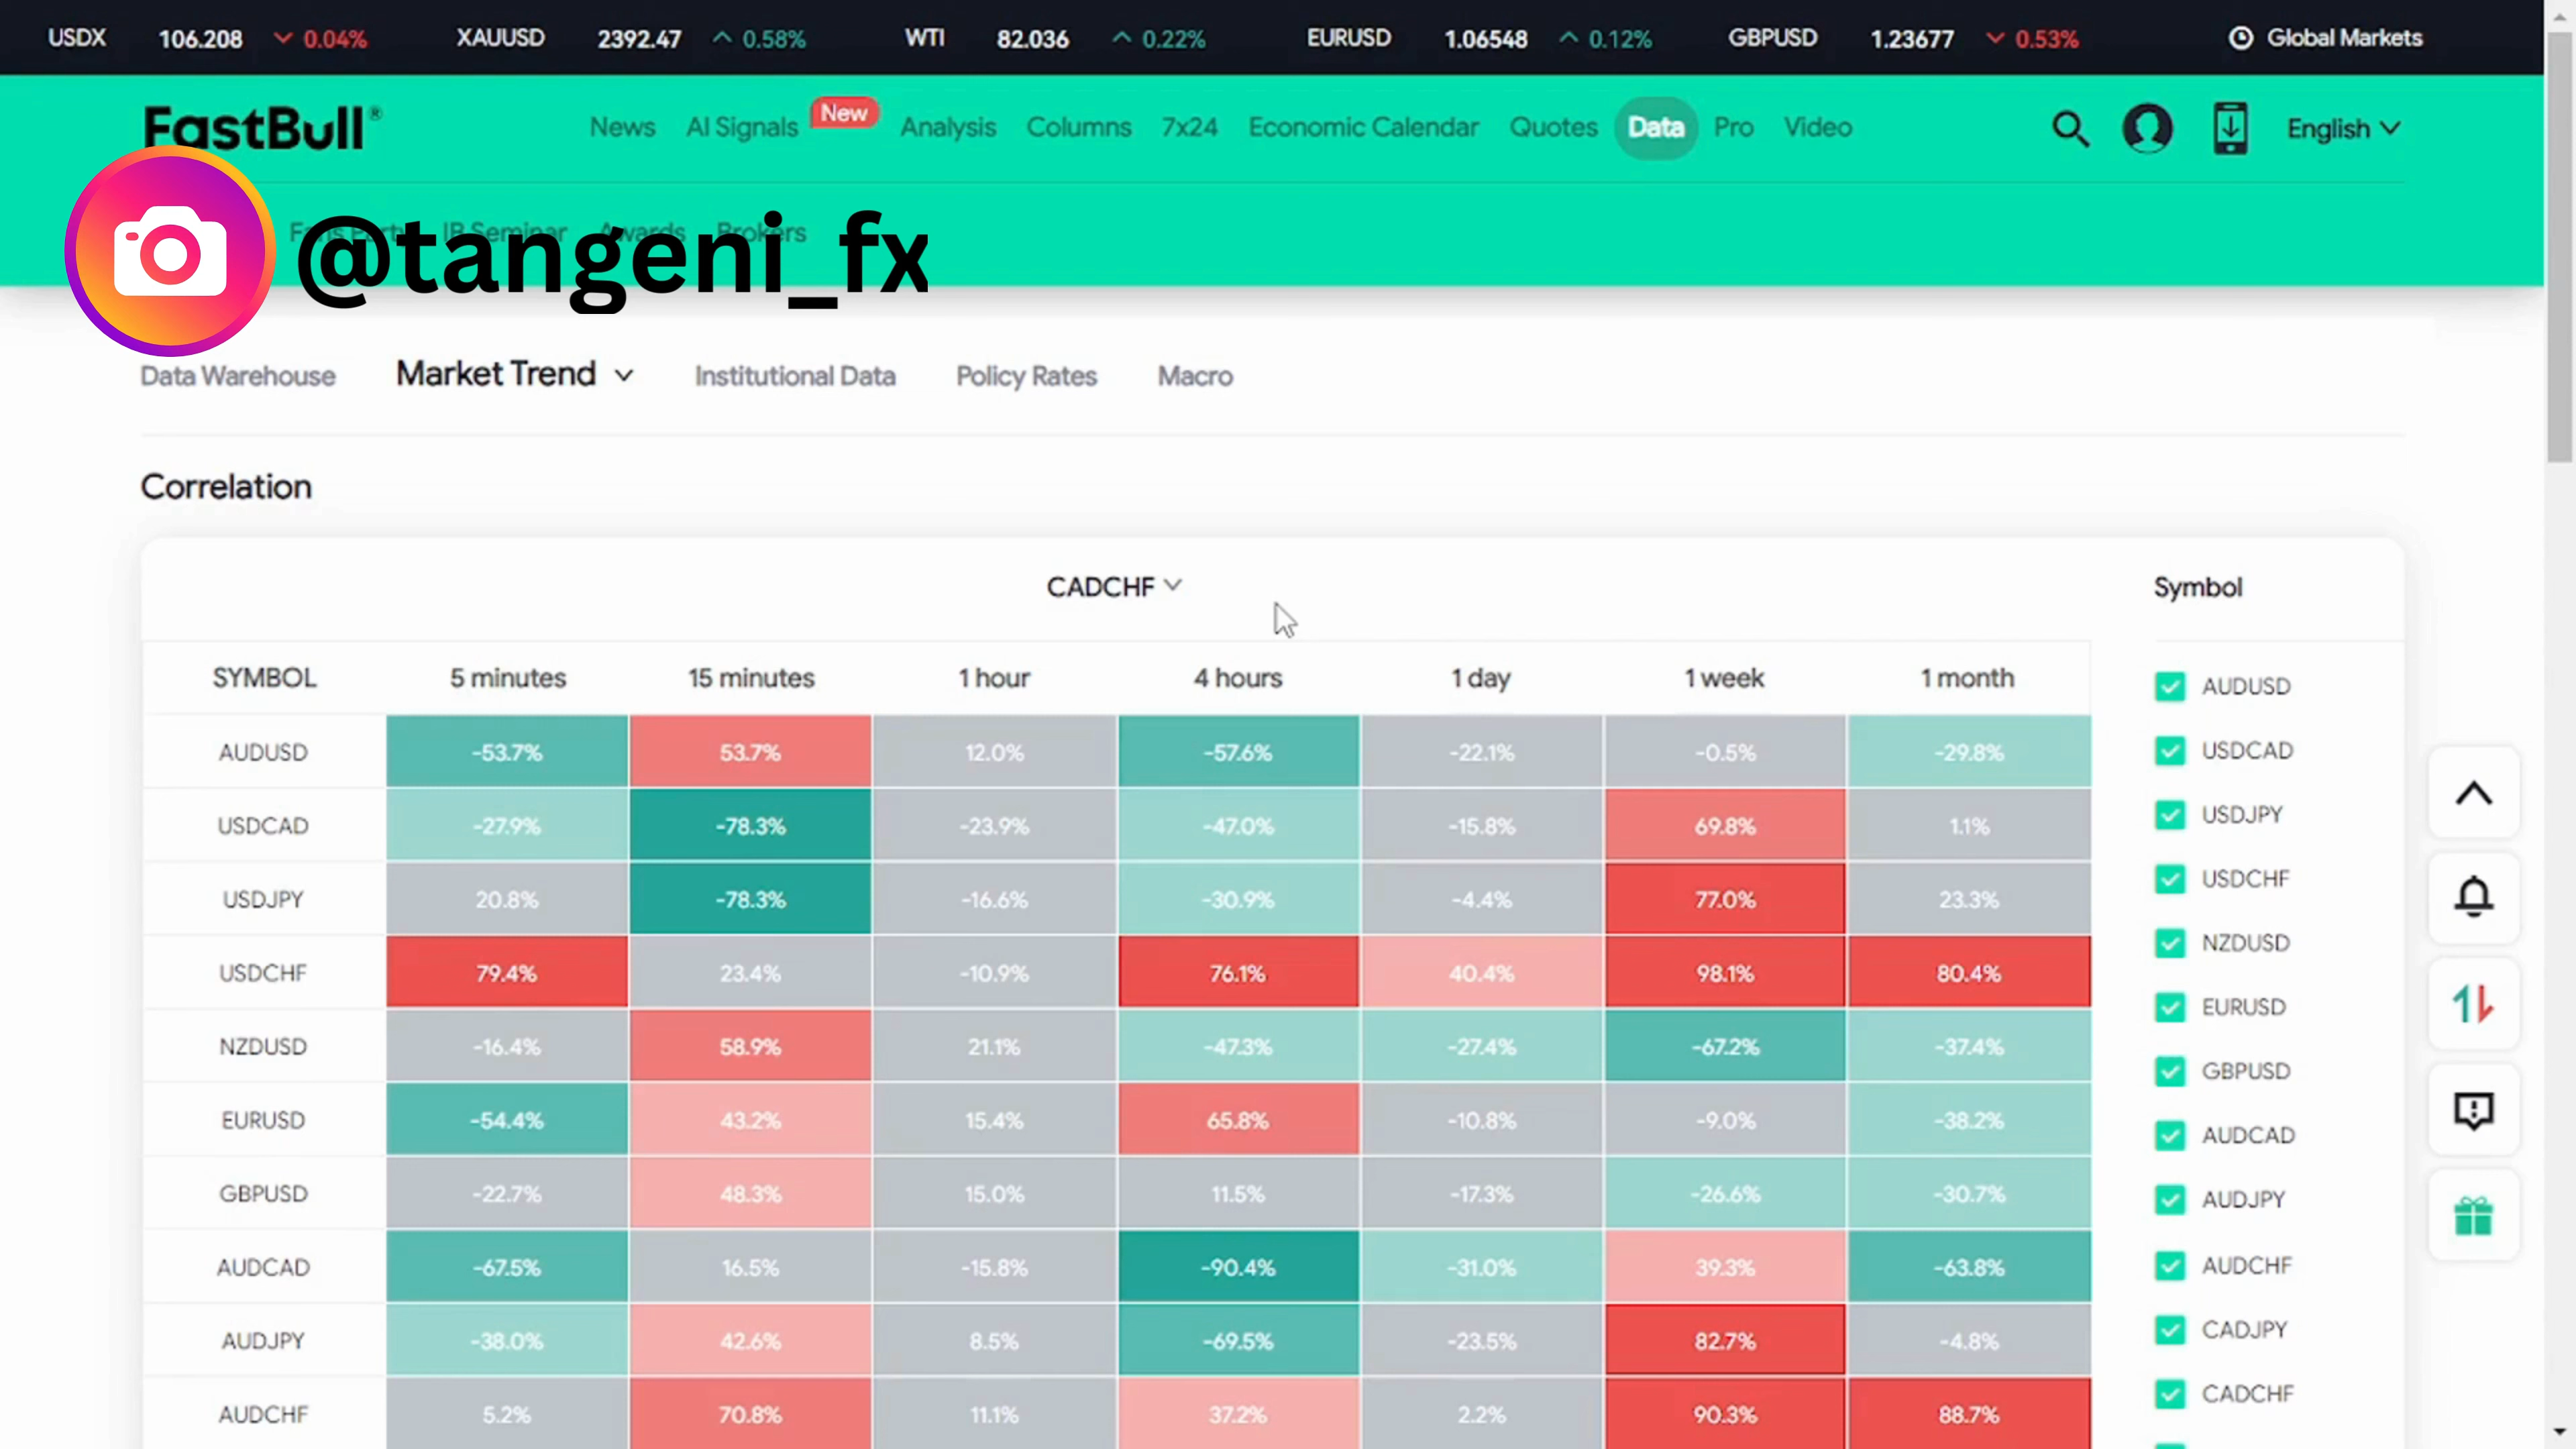 USDX 106.208 0.04% XAUUSD 2392.47 0.58% WTI 82.036 0.22% EURUSD 1.06548 0.12% GBPUSD 1.23677 0.53% Global Markets
FastBull®
News AI Signals New Analysis Columns 7x24 Economic Calendar Quotes Data Pro Video English
IB Seminar Awards Brokers
@tangeni_fx
Data Warehouse Market Trend Institutional Data Policy Rates Macro
Correlation
CADCHF Symbol
SYMBOL 5 minutes 15 minutes 1 hour 4 hours 1 day 1 week 1 month
AUDUSD -53.7% 53.7% 12.0% -57.6% -22.1% -0.5% -29.8%
USDCAD -27.9% -78.3% -23.9% -47.0% -15.8% 69.8% 1.1%
USDJPY 20.8% -78.3% -16.6% -30.9% -4.4% 77.0% 23.3%
USDCHF 79.4% 23.4% -10.9% 76.1% 40.4% 98.1% 80.4%
NZDUSD -16.4% 58.9% 21.1% -47.3% -27.4% -67.2% -37.4%
EURUSD -54.4% 43.2% 15.4% 65.8% -10.8% -9.0% -38.2%
GBPUSD -22.7% 48.3% 15.0% 11.5% -17.3% -26.6% -30.7%
AUDCAD -67.5% 16.5% -15.8% -90.4% -31.0% 39.3% -63.8%
AUDJPY -38.0% 42.6% 8.5% -69.5% -23.5% 82.7% -4.8%
AUDCHF 5.2% 70.8% 11.1% 37.2% 2.2% 90.3% 88.7%
AUDUSD
USDCAD
USDJPY
USDCHF
NZDUSD
EURUSD
GBPUSD
AUDCAD
AUDJPY
AUDCHF
CADJPY
CADCHF